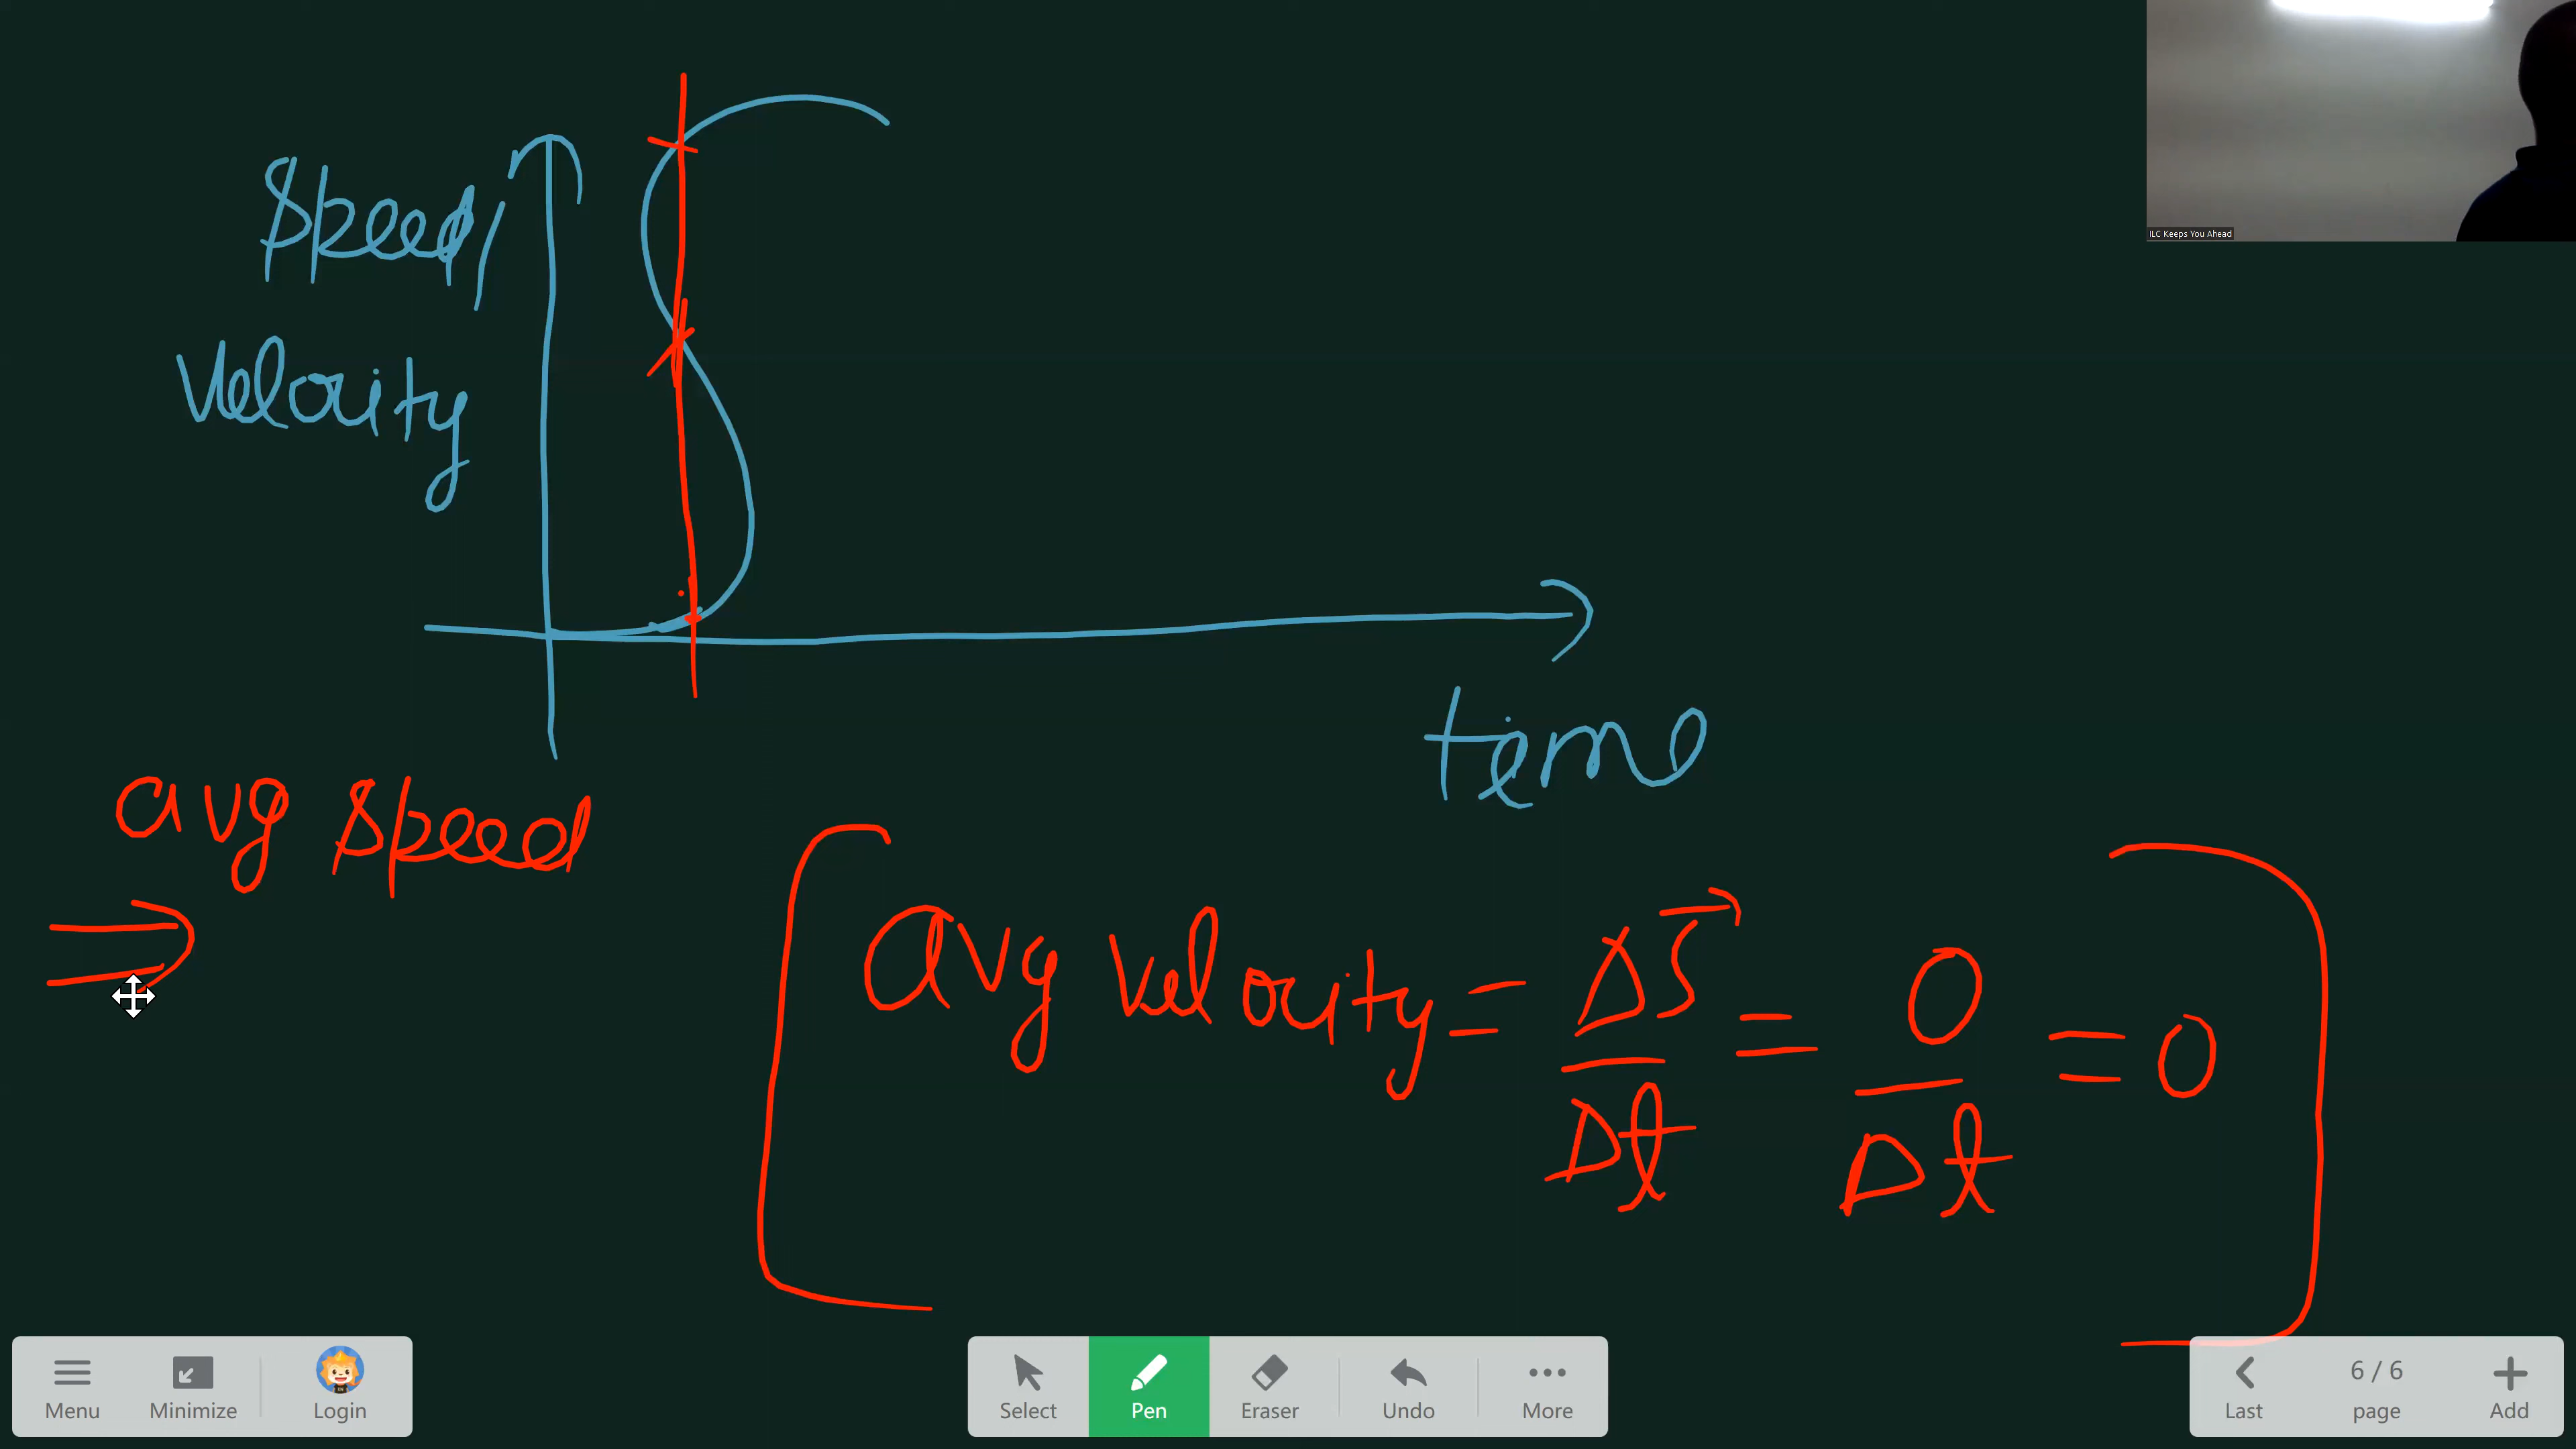 ILC Keeps You Ahead
Speed,
Velocity
time
avg speed
⇒
avg velocity = ΔS⃗/Δt = 0/Δt = 0
Menu
Minimize
Login
Select
Pen
Eraser
Undo
More
Last
6 / 6
page
Add